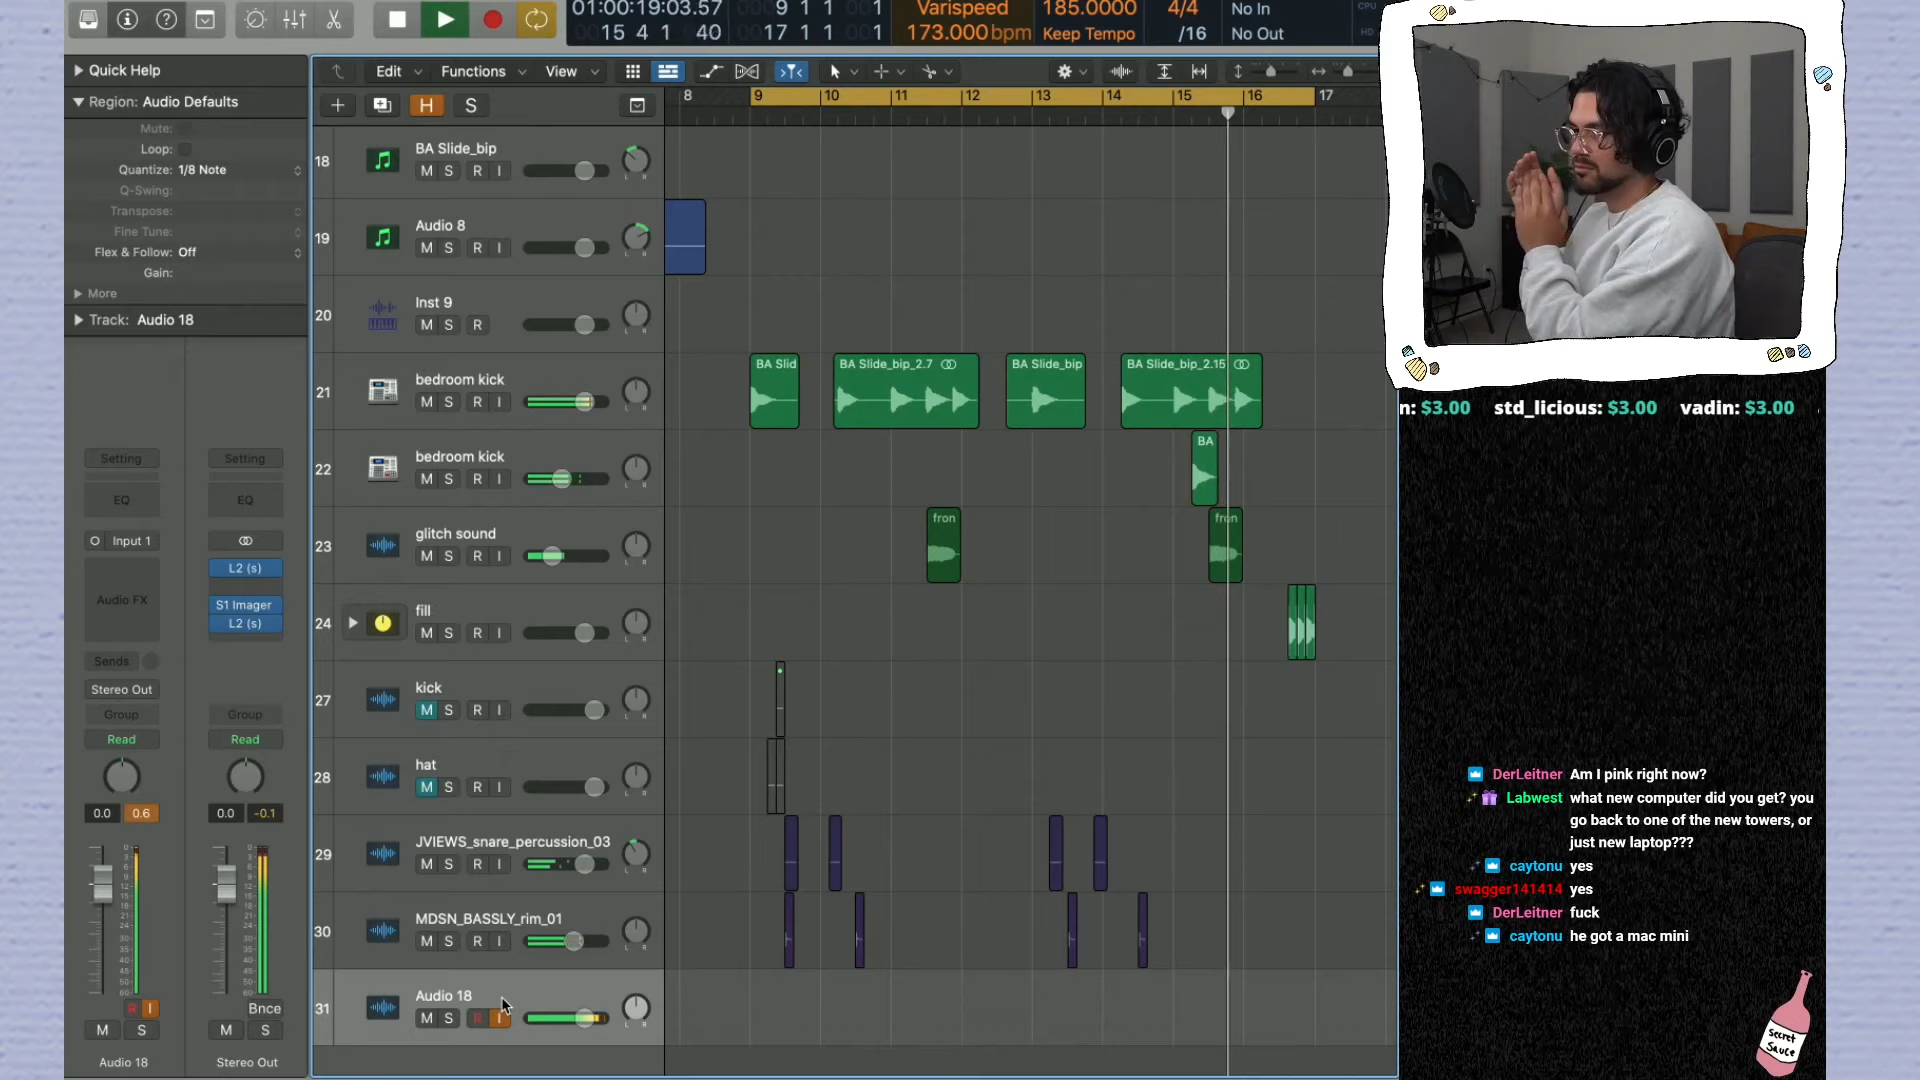 01:00:19:03.57
15 4 1 40
9 1 1 1
17 1 1 1
Varispeed
173.000bpm
185.0000
Keep Tempo
4/4
/16
No In
No Out
CPU
HD
Quick Help
Region: Audio Defaults
Mute:
Loop:
Quantize: 1/8 Note
Q-Swing:
Transpose:
Fine Tune:
Flex & Follow: Off
Gain:
More
Track: Audio 18
Edit Functions View
H S
8 9 10 11 12 13 14 15 16 17
18 BA Slide_bip
M S R I
19 Audio 8
M S R I
20 Inst 9
M S R
21 bedroom kick
M S R I
BA Slid
BA Slide_bip_2.7
BA Slide_bip
BA Slide_bip_2.15
22 bedroom kick
M S R I
BA
23 glitch sound
M S R I
fron
fron
24 fill
M S R I
27 kick
M S R I
28 hat
M S R I
29 JVIEWS_snare_percussion_03
M S R I
30 MDSN_BASSLY_rim_01
M S R I
31 Audio 18
M S R I
Setting Setting
EQ EQ
Input 1
L2 (s)
Audio FX
S1 Imager
L2 (s)
Sends
Stereo Out
Group Group
Read Read
0.0 0.6 0.0 -0.1
R I Bnce
M S M S
Audio 18 Stereo Out
n: $3.00 std_licious: $3.00 vadin: $3.00
DerLeitner Am I pink right now?
Labwest what new computer did you get? you
go back to one of the new towers, or
just new laptop???
caytonu yes
swagger141414 yes
DerLeitner fuck
caytonu he got a mac mini
Secret
Sauce